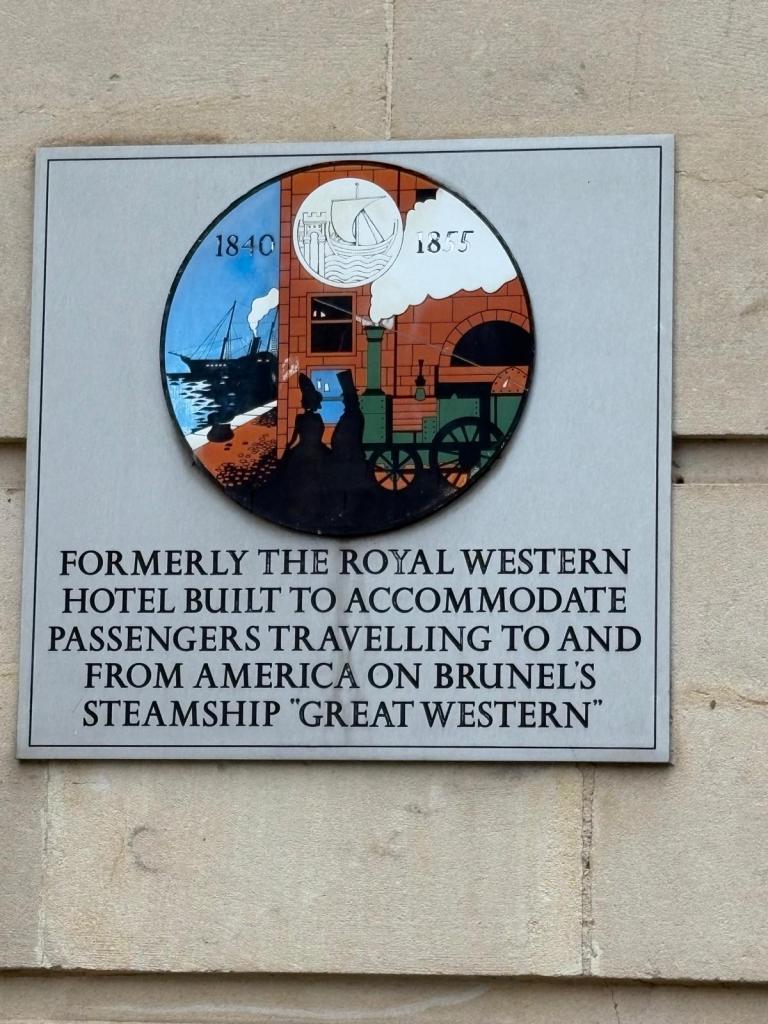 1840 1855
FORMERLY THE ROYAL WESTERN
HOTEL BUILT TO ACCOMMODATE
PASSENGERS TRAVELLING TO AND
FROM AMERICA ON BRUNEL'S
STEAMSHIP "GREAT WESTERN"